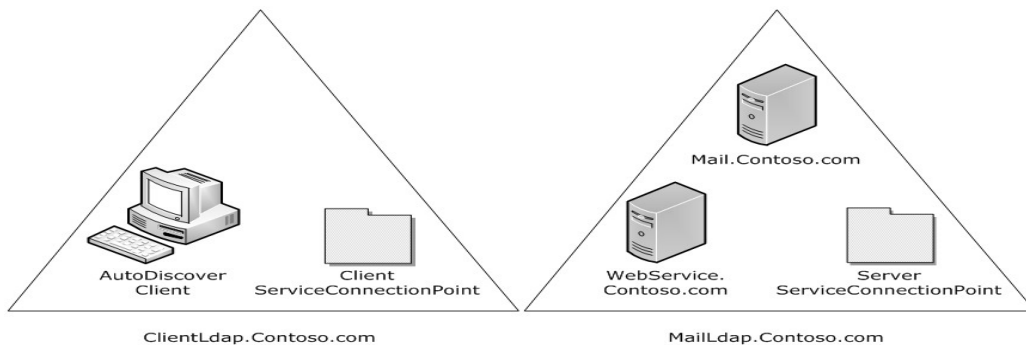 Mail.Contoso.com
AutoDiscover
Client
Client
ServiceConnectionPoint
WebService.
Contoso.com
Server
ServiceConnectionPoint
ClientLdap.Contoso.com
MailLdap.Contoso.com